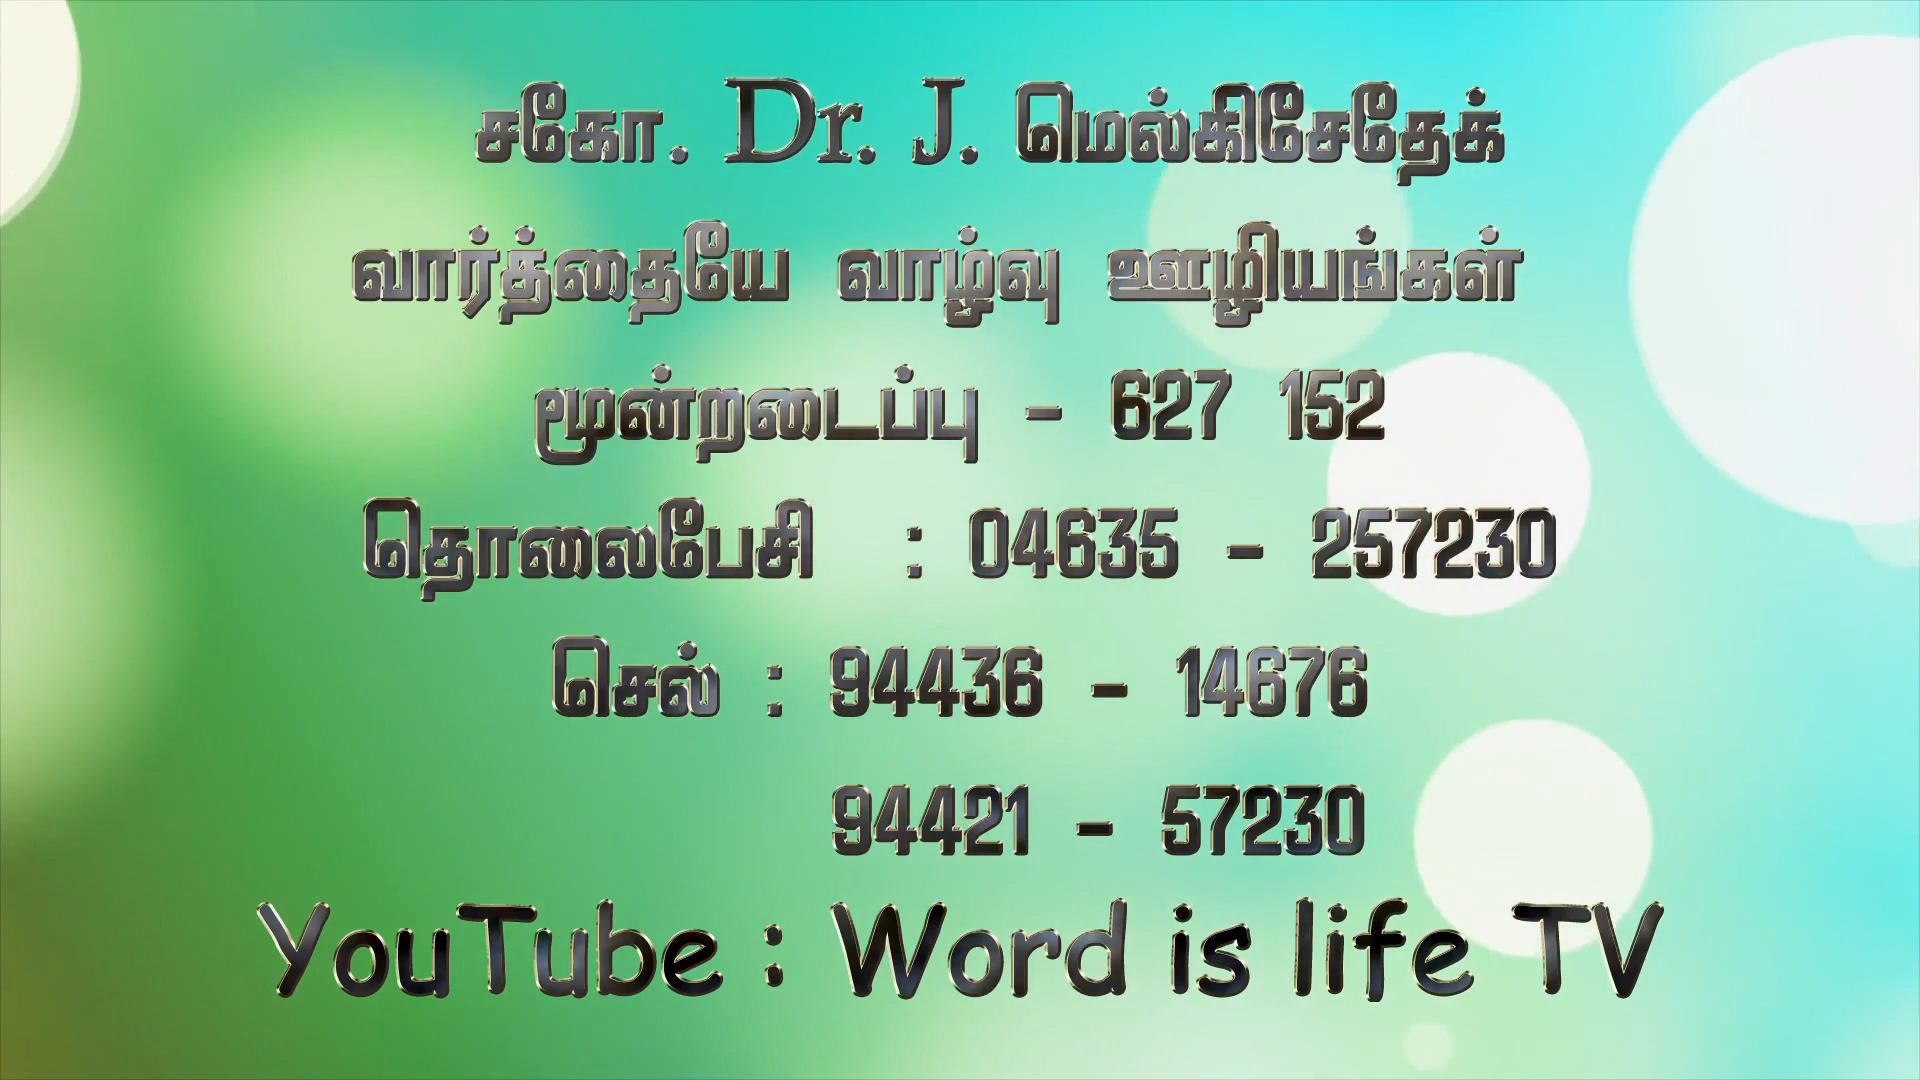 சகோ. Dr. J. மெல்கிசேதேக்
வார்த்தையே வாழ்வு ஊழியங்கள்
மூன்றடைப்பு - 627 152
தொலைபேசி : 04635 - 257230
செல் : 94436 - 14676
94421 - 57230
YouTube : Word is life TV